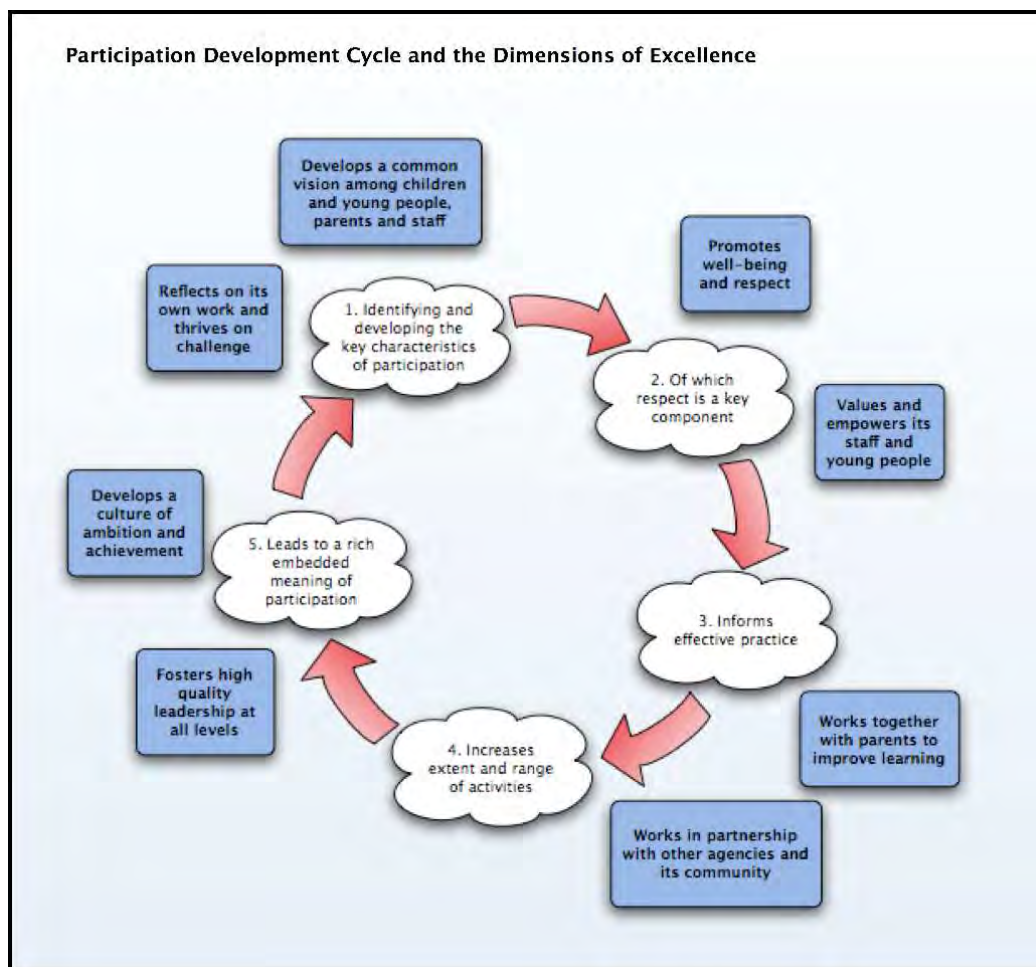 Participation Development Cycle and the Dimensions of Excellence
Develops a common
vision among children
and young people,
parents and staff
Promotes
well-being
and respect
Reflects on its
own work and
thrives on
challenge
1. Identifying and
developing the
key characteristics
of participation
2. Of which
respect is a key
component
Values and
empowers its
staff and
young people
Develops a
culture of
ambition and
achievement
5. Leads to a rich
embedded
meaning of
participation
3. Informs
effective practice
Fosters high
quality
leadership at
all levels
4. Increases
extent and range
of activities
Works together
with parents to
improve learning
Works in partnership
with other agencies and
its community